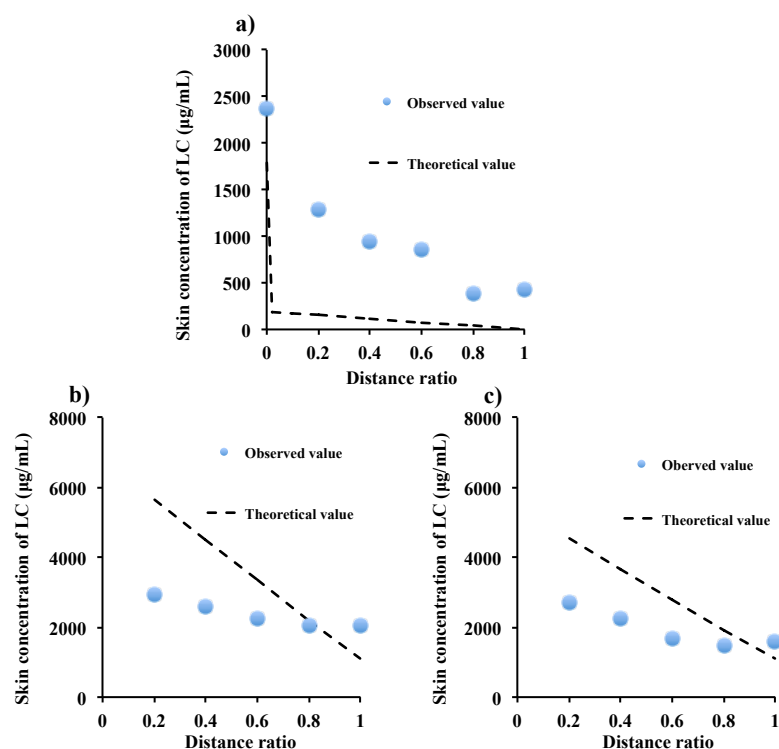 a)
Skin concentration of LC (µg/mL)
3000
2500
2000
1500
1000
500
0
Observed value
Theoretical value
0 0.2 0.4 0.6 0.8 1
Distance ratio
b)
Skin concentration of LC (µg/mL)
8000
6000
4000
2000
0
Observed value
Theoretical value
0 0.2 0.4 0.6 0.8 1
Distance ratio
c)
Skin concentration of LC (µg/mL)
8000
6000
4000
2000
0
Oberved value
Theoretical value
0 0.2 0.4 0.6 0.8 1
Distance ratio